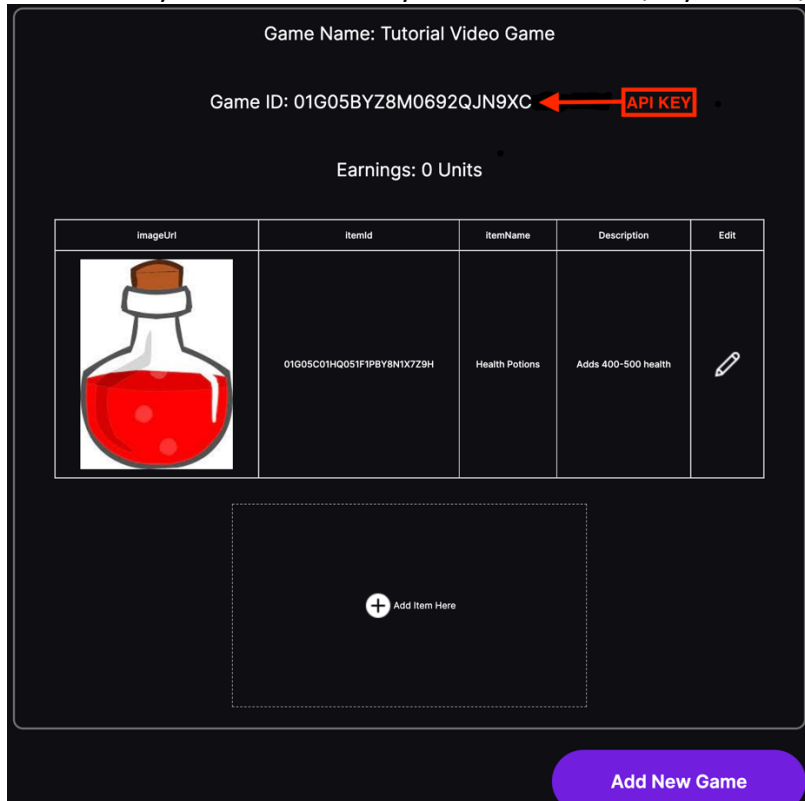 Game Name: Tutorial Video Game
Game ID: 01G05BYZ8M0692QJN9XC
API KEY
Earnings: 0 Units
imageUrl itemId itemName Description Edit
01G05C01HQ051F1PBY8N1X7Z9H Health Potions Adds 400-500 health
Add Item Here
Add New Game